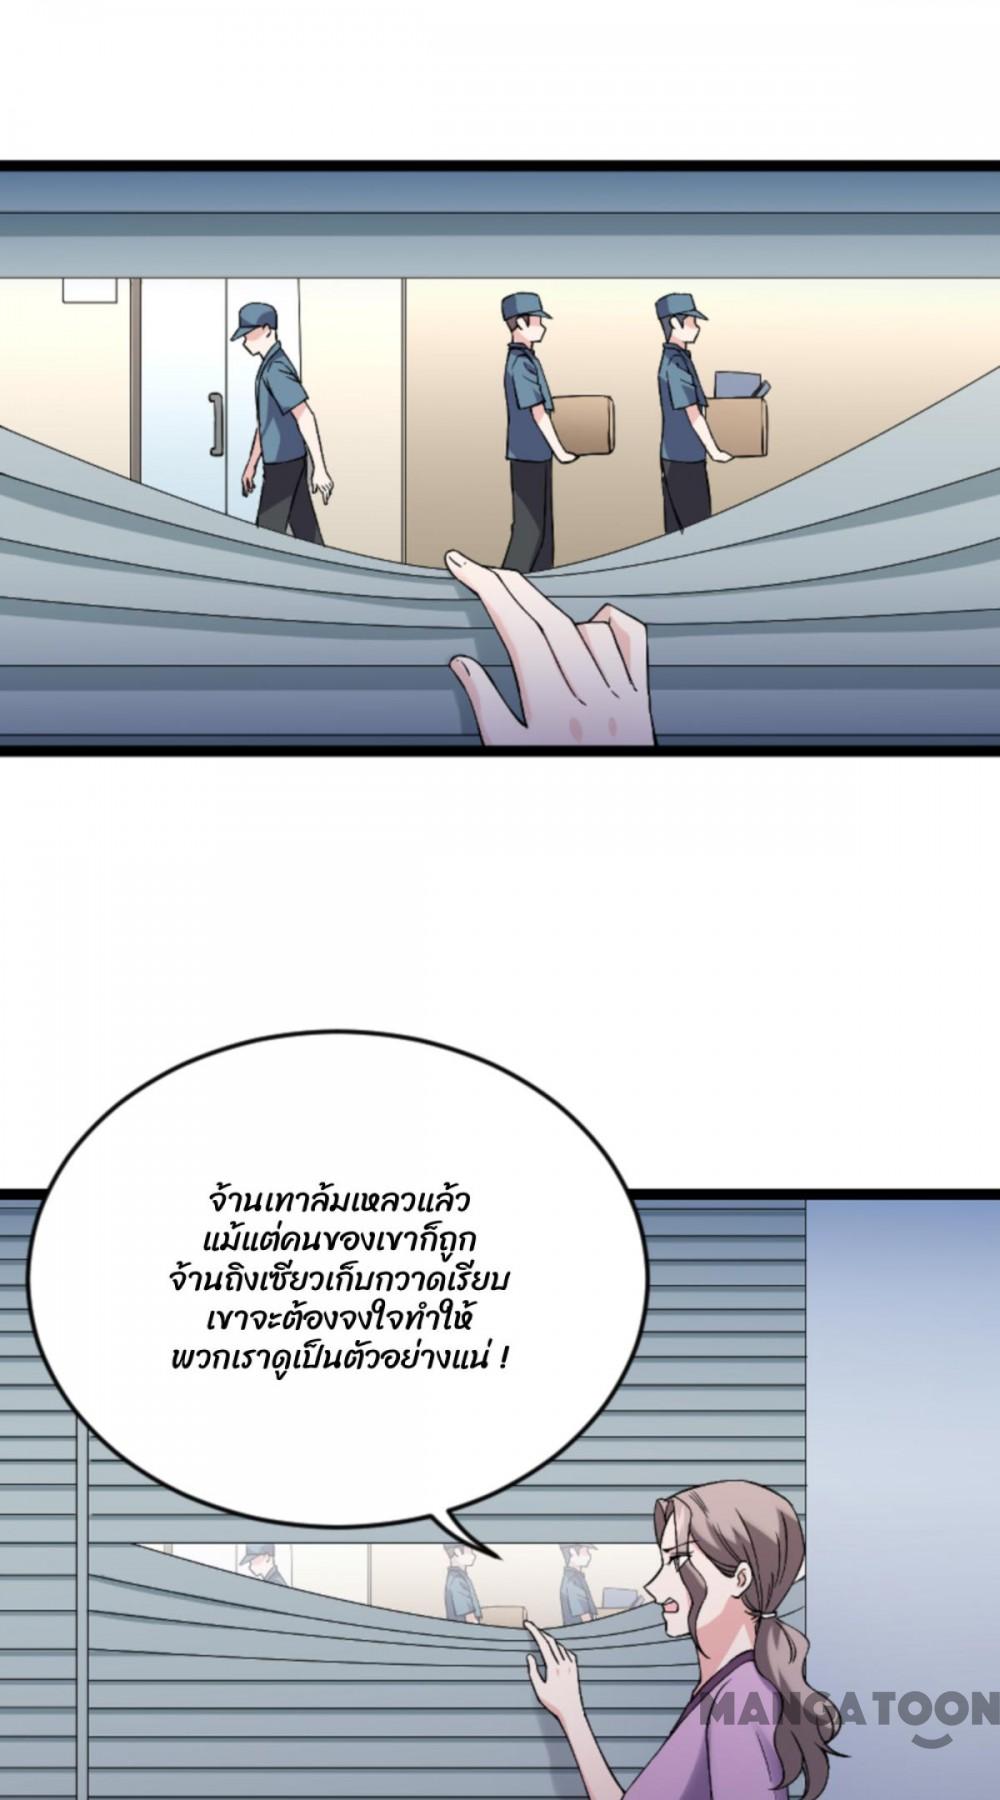 จ้านเทาล้มเหลวแล้ว
แม้แต่คนของเขาก็ถูก
จ้านถิงเซียวเก็บกวาดเรียบ
เขาจะต้องจงใจทำให้
พวกเราดูเป็นตัวอย่างแน่ !
MANGATOON